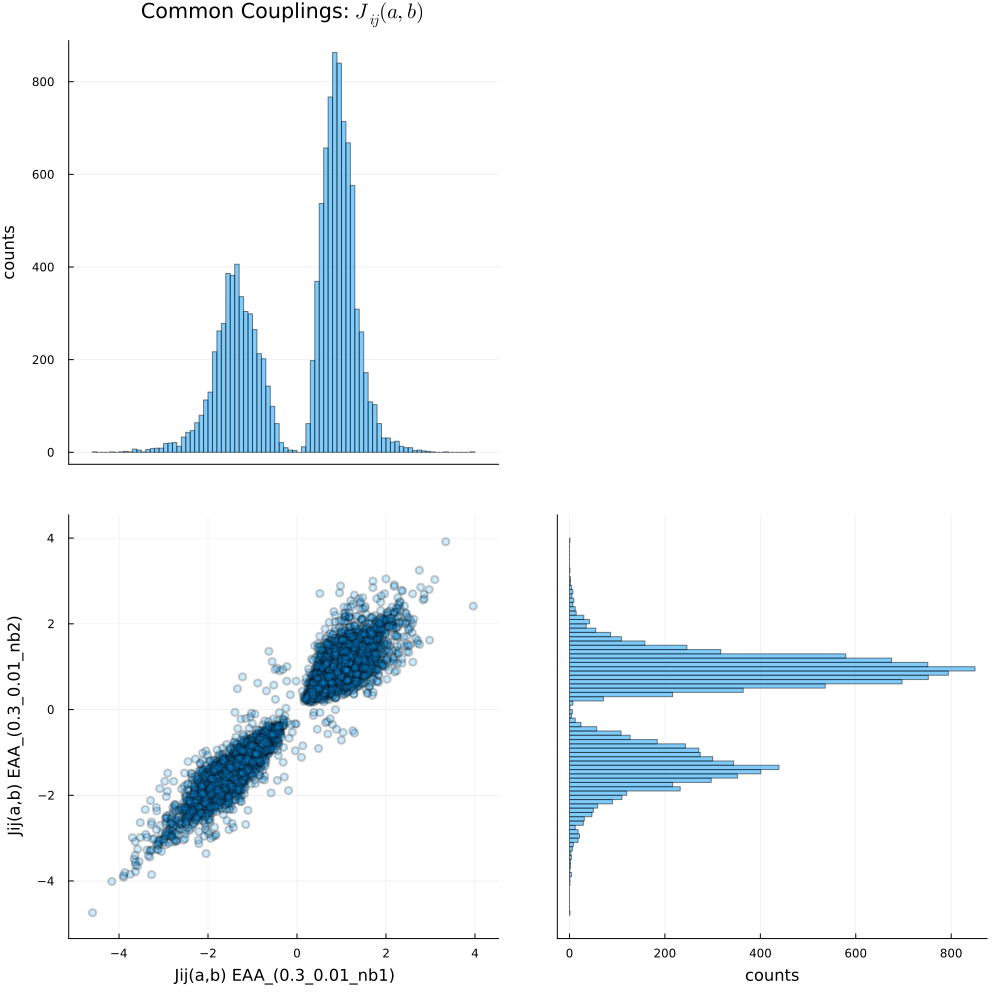 Common Couplings: J_ij(a, b)
800
600
400
200
0
counts
4
2
0
−2
−4
Jij(a,b) EAA_(0.3_0.01_nb2)
−4 −2 0 2 4
Jij(a,b) EAA_(0.3_0.01_nb1)
0 200 400 600 800
counts